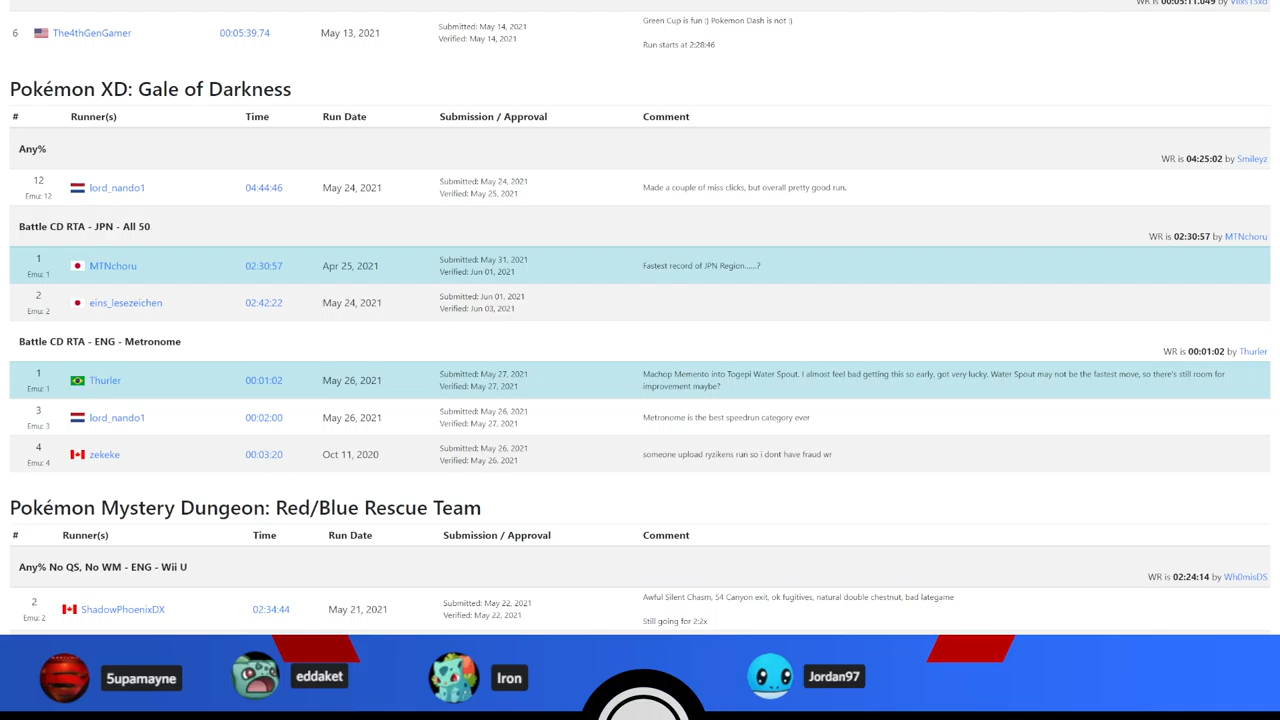 WR is 00:05:11.049 by
Green Cup is fun :) Pokemon Dash is not :)
6 The4thGenGamer 00:05:39.74 May 13, 2021 Submitted: May 14, 2021
Verified: May 14, 2021
Run starts at 2:28:46
Pokémon XD: Gale of Darkness
# Runner(s) Time Run Date Submission / Approval Comment
Any%
WR is 04:25:02 by Smileyz
12 lord_nando1 04:44:46 May 24, 2021 Submitted: May 24, 2021 Made a couple of miss clicks, but overall pretty good run.
Emu: 12 Verified: May 25, 2021
Battle CD RTA - JPN - All 50
WR is 02:30:57 by MTNchoru
1 MTNchoru 02:30:57 Apr 25, 2021 Submitted: May 31, 2021 Fastest record of JPN Region......?
Emu: 1 Verified: Jun 01, 2021
2 eins_lesezeichen 02:42:22 May 24, 2021 Submitted: Jun 01, 2021
Emu: 2 Verified: Jun 03, 2021
Battle CD RTA - ENG - Metronome
WR is 00:01:02 by Thurler
1 Thurler 00:01:02 May 26, 2021 Submitted: May 27, 2021 Machop Memento into Togepi Water Spout. I almost feel bad getting this so early, got very lucky. Water Spout may not be the fastest move, so there's still room for
Emu: 1 Verified: May 27, 2021 improvement maybe?
3 lord_nando1 00:02:00 May 26, 2021 Submitted: May 26, 2021 Metronome is the best speedrun category ever
Emu: 3 Verified: May 27, 2021
4 zekeke 00:03:20 Oct 11, 2020 Submitted: May 26, 2021 someone upload ryzikens run so i dont have fraud wr
Emu: 4 Verified: May 26, 2021
Pokémon Mystery Dungeon: Red/Blue Rescue Team
# Runner(s) Time Run Date Submission / Approval Comment
Any% No QS, No WM - ENG - Wii U
WR is 02:24:14 by Wh0misDS
2 ShadowPhoenixDX 02:34:44 May 21, 2021 Submitted: May 22, 2021 Awful Silent Chasm, 54 Canyon exit, ok fugitives, natural double chestnut, bad lategame
Emu: 2 Verified: May 22, 2021 Still going for 2:2x
5upamayne eddaket Iron Jordan97